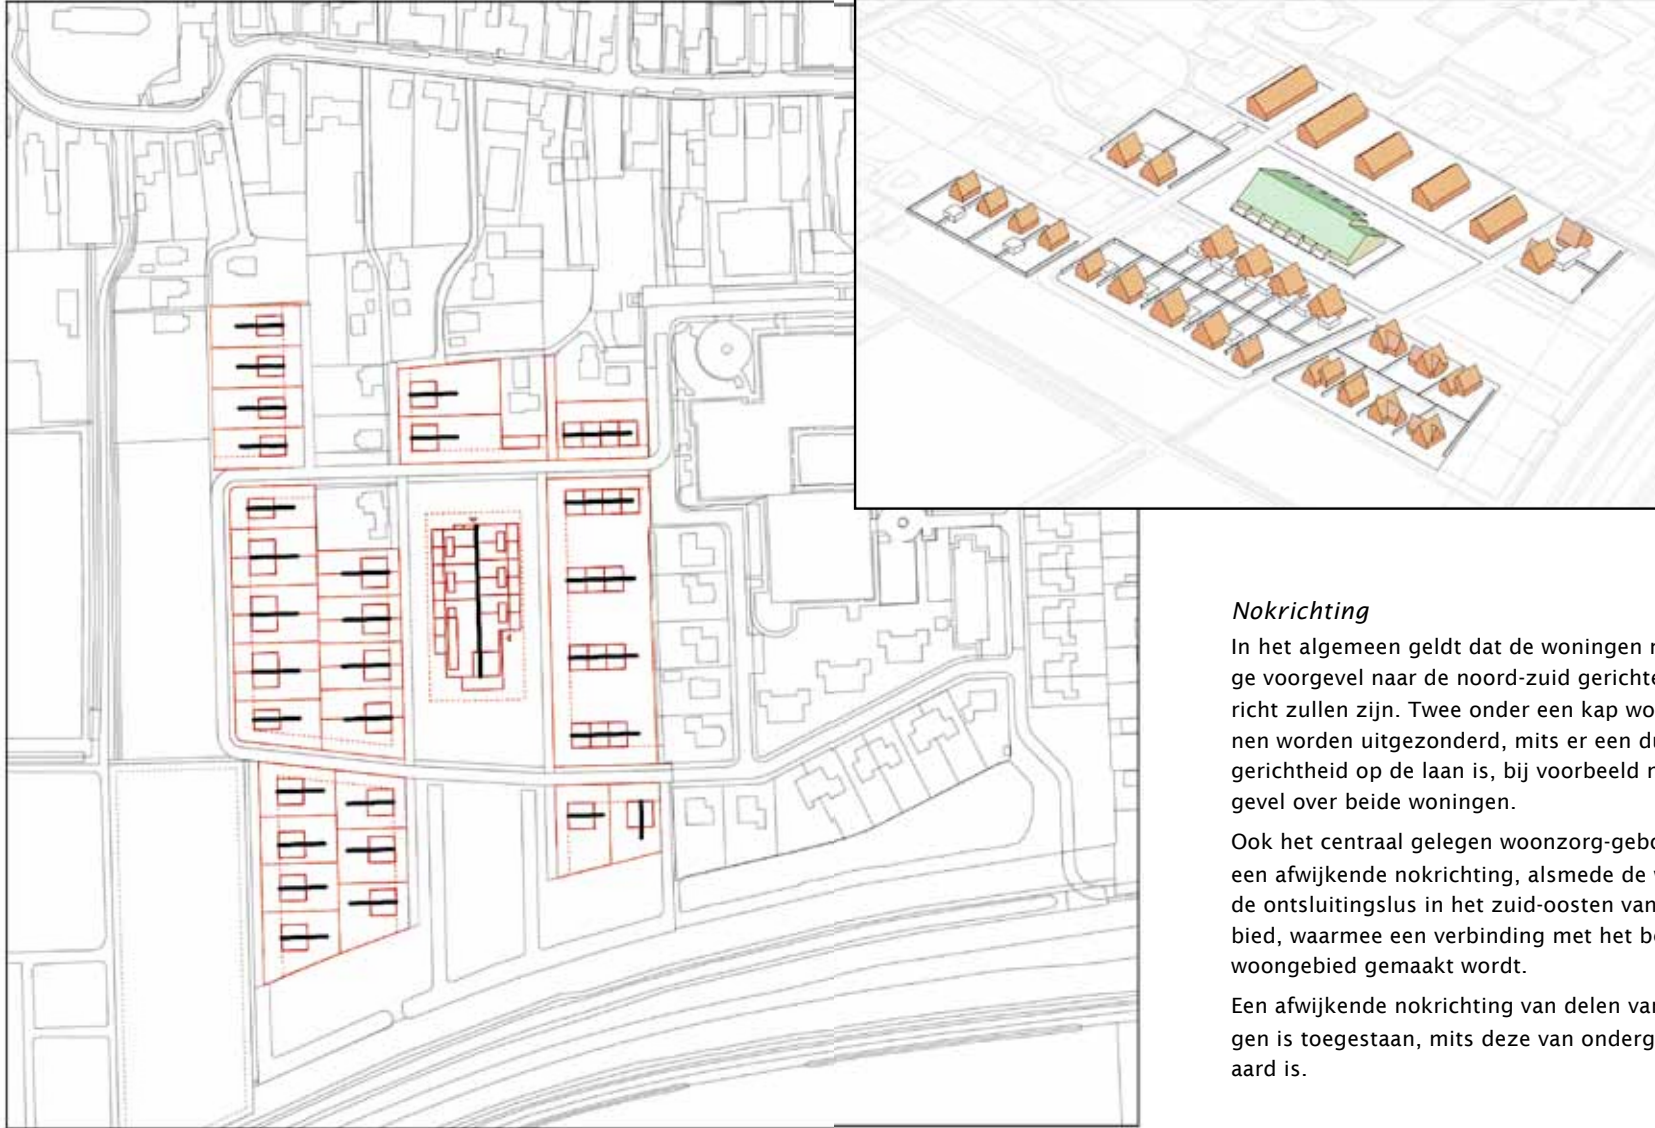 Nokrichting
In het algemeen geldt dat de woningen
ge voorgevel naar de noord-zuid gerichte
richt zullen zijn. Twee onder een kap wo
nen worden uitgezonderd, mits er een du
gerichtheid op de laan is, bij voorbeeld
gevel over beide woningen.
Ook het centraal gelegen woonzorg-gebo
een afwijkende nokrichting, alsmede de
de ontsluitingslus in het zuid-oosten van
bied, waarmee een verbinding met het be
woongebied gemaakt wordt.
Een afwijkende nokrichting van delen van
gen is toegestaan, mits deze van onderg
aard is.